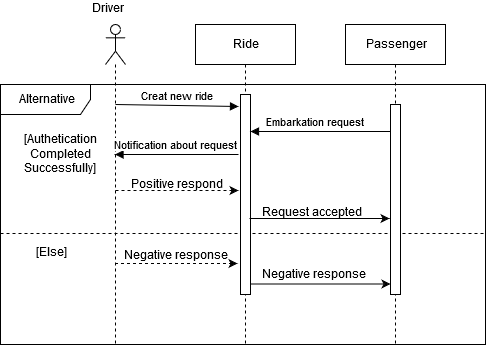 Driver
Ride
Passenger
Alternative
Creat new ride
Embarkation request
[Authetication
Completed
Successfully]
Notification about request
Positive respond
Request accepted
[Else]
Negative response
Negative response